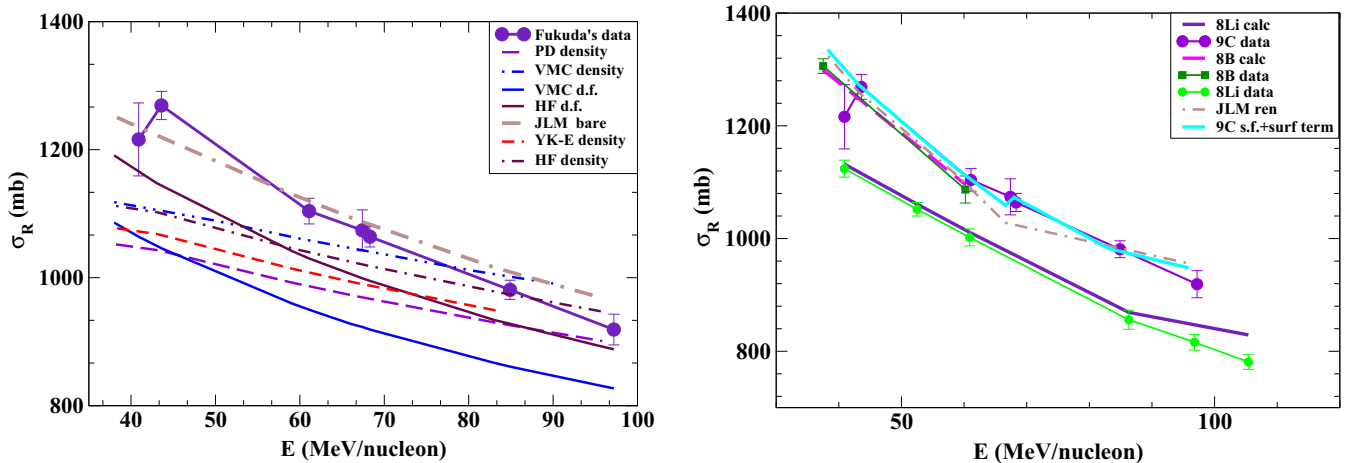 1400
1200
1000
800
σR (mb)
40
50
60
70
80
90
100
E (MeV/nucleon)
Fukuda's data
PD density
VMC density
VMC d.f.
HF d.f.
JLM bare
YK-E density
HF density
1400
1200
1000
800
σR (mb)
50
100
E (MeV/nucleon)
8Li calc
9C data
8B calc
8B data
8Li data
JLM ren
9C s.f.+surf term